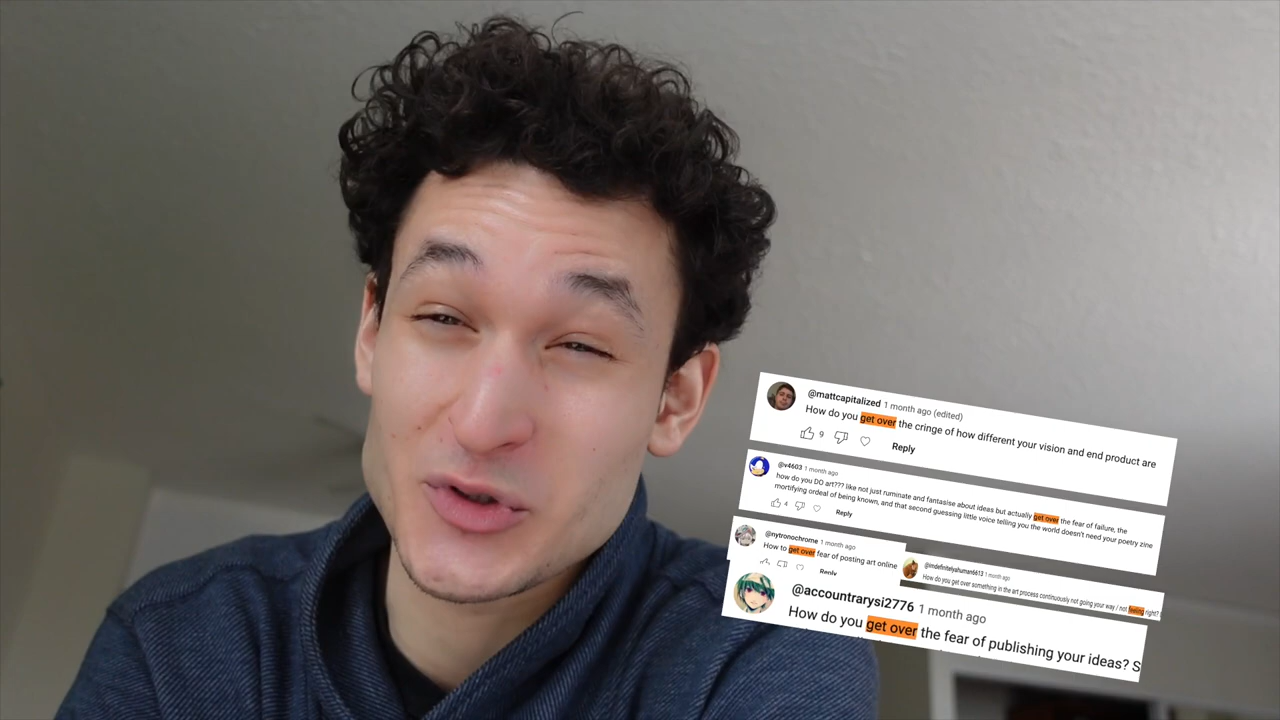 @mattcapitalized 1 month ago (edited)
How do you get over the cringe of how different your vision and end product are
9 Reply
@v4603 1 month ago
how do you DO art??? like not just ruminate and fantasise about ideas but actually get over the fear of failure, the
mortifying ordeal of being known, and that second guessing little voice telling you the world doesn't need your poetry zine
4 Reply
@nytronochrome 1 month ago
How to get over fear of posting art online
Reply
@imdefinitelyahuman6613 1 month ago
How do you get over something in the art process continuously not going your way / not feeling right?
@accountrarysi2776 1 month ago
How do you get over the fear of publishing your ideas? S